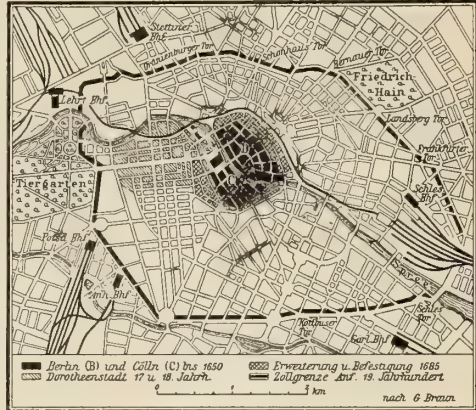 Stettiner
Bhf
Oranienburger Tor
Schönhaus Tor
Bernauer Tor
Friedrich-
Hain
Lehrt Bhf
Landsberg Tor
Frankfurter
Tor
Tiergarten
Schles
Bhf
Potsd Bhf
Anh. Bhf
Spree
Kottbuser
Tor
Schles
Tor
Görl Bhf
Berlin (B) und Cölln (C) bis 1650
Erweiterung u. Befestigung 1685
Dorotheenstadt 17 u 18. Jahrh.
Zollgrenze Anf. 19. Jahrhundert
km
nach G Braun